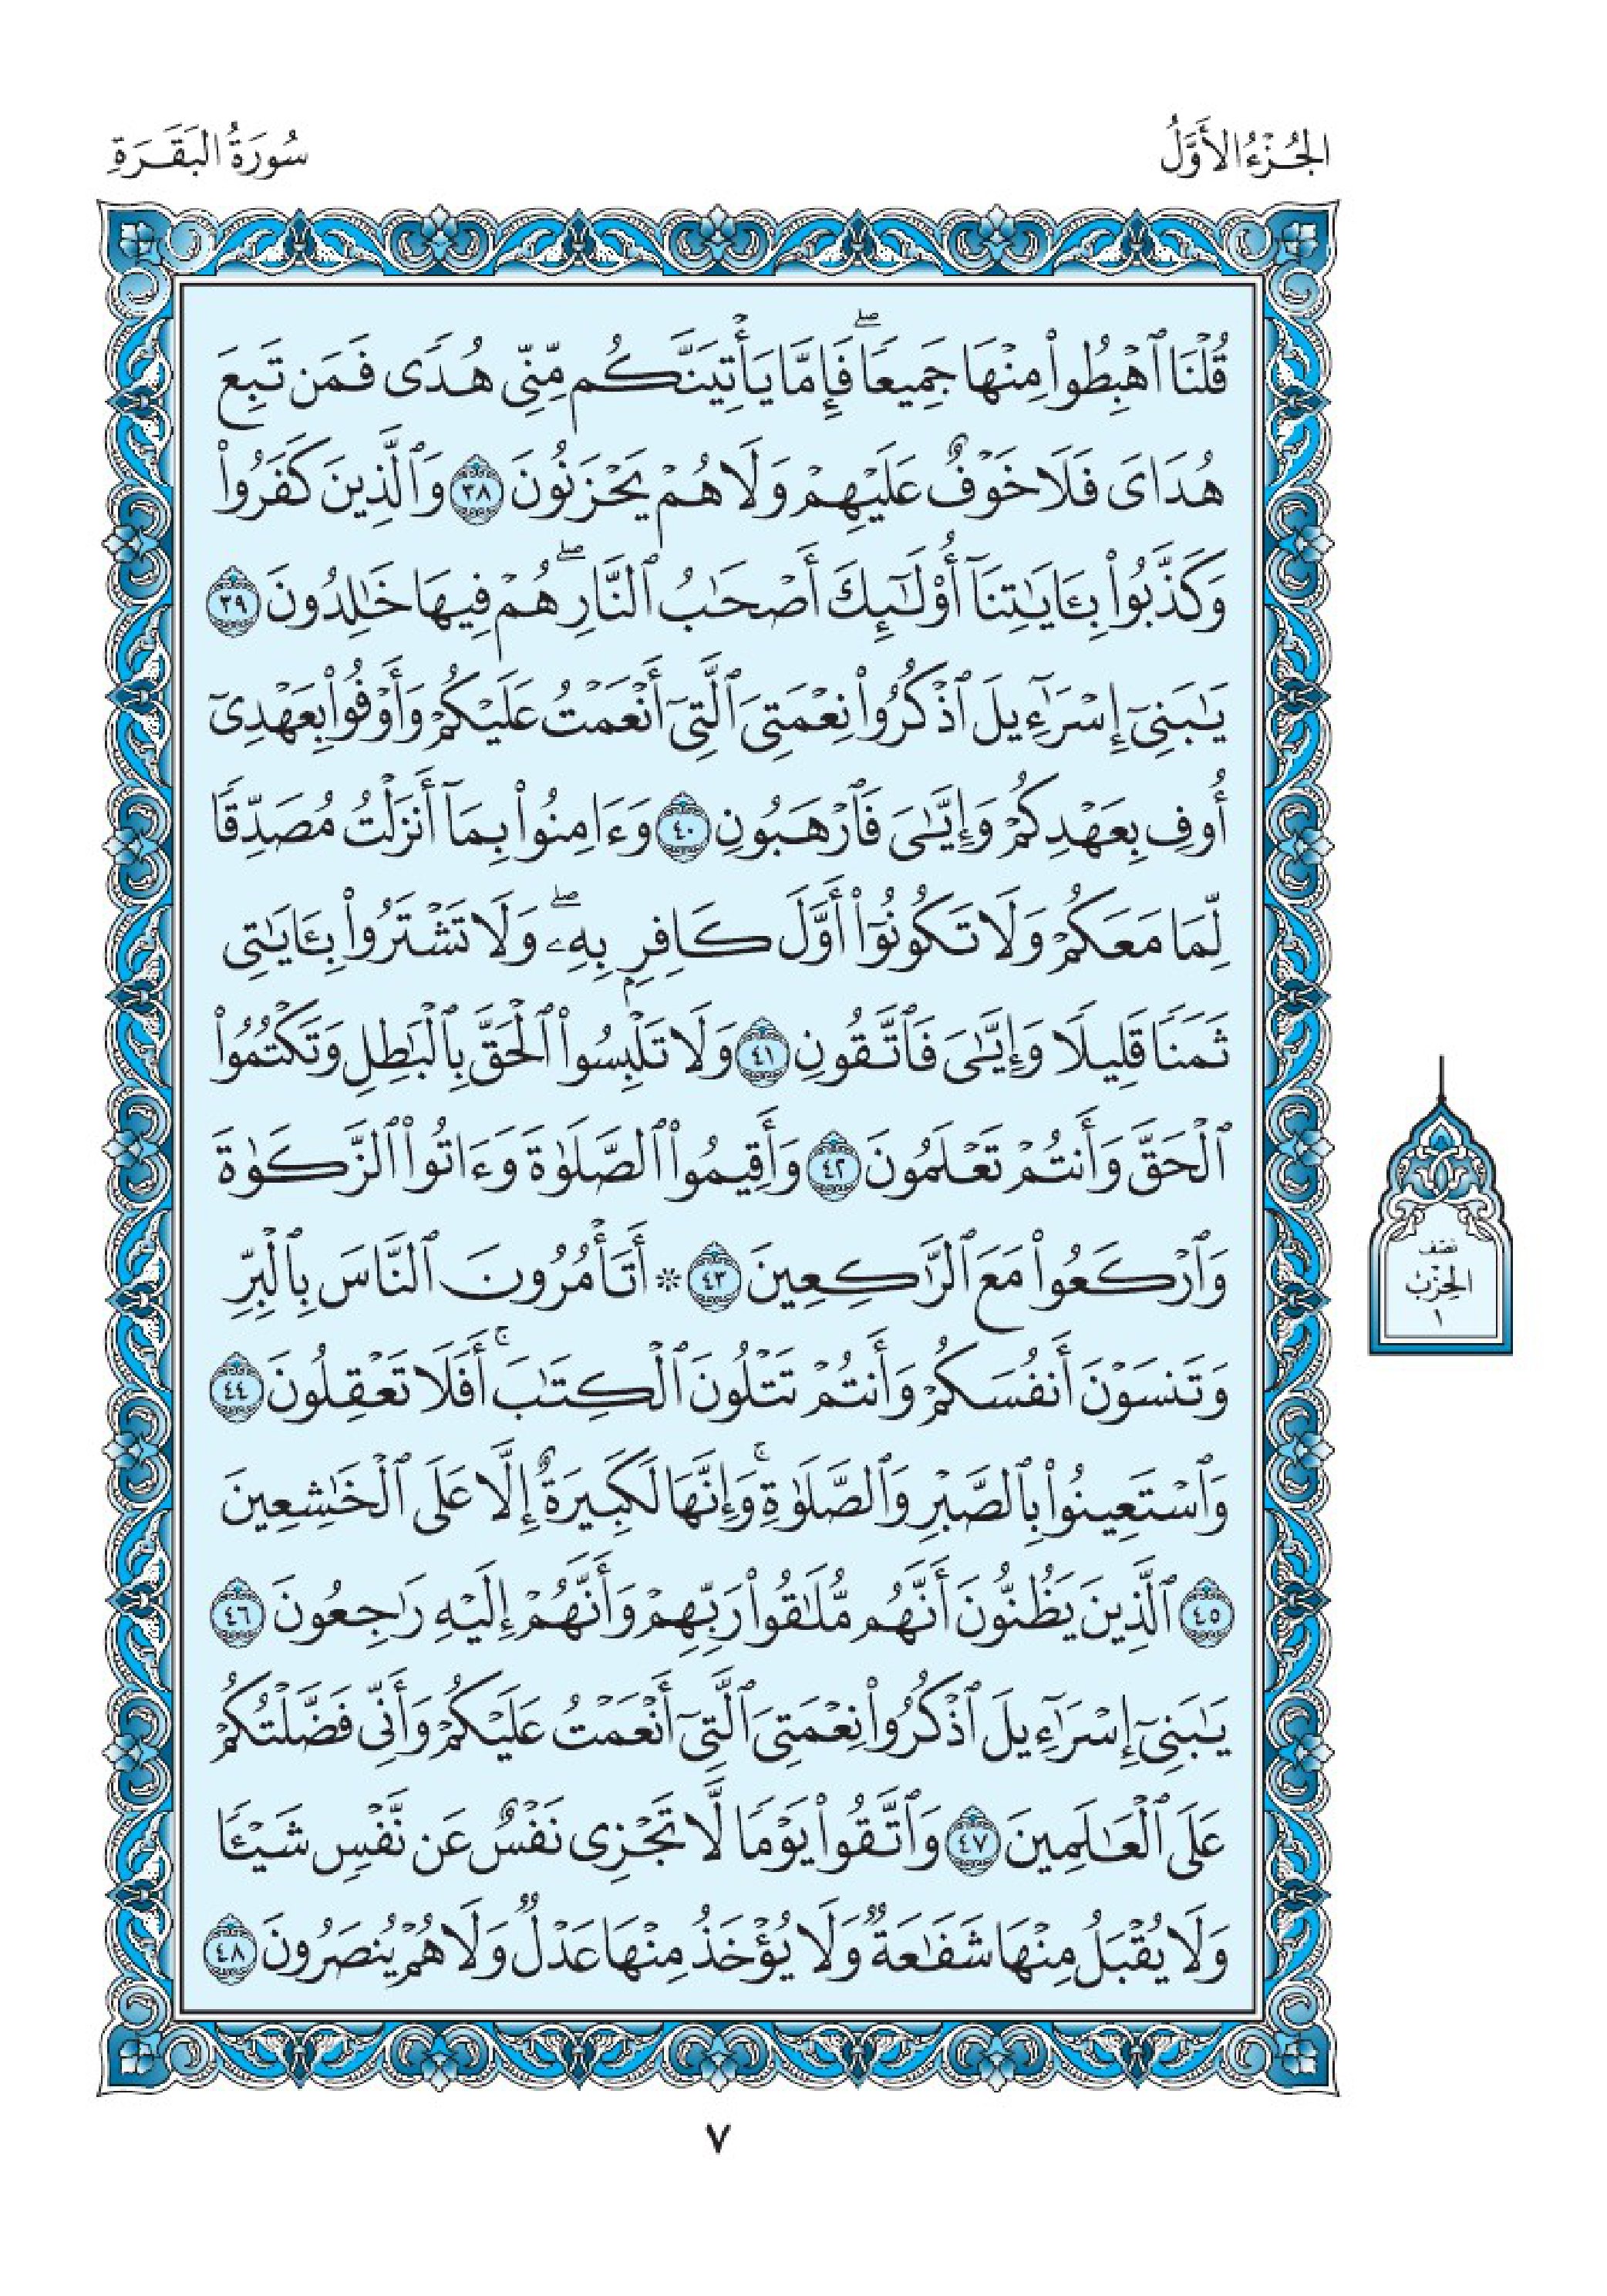 الجُزْءُ الأَوَّلُ
سُورَةُ البَقَرَةِ
قُلْنَا ٱهْبِطُوا۟ مِنْهَا جَمِيعًۭا ۖ فَإِمَّا يَأْتِيَنَّكُم مِّنِّى هُدًۭى فَمَن تَبِعَ
هُدَاىَ فَلَا خَوْفٌ عَلَيْهِمْ وَلَا هُمْ يَحْزَنُونَ ٣٨ وَٱلَّذِينَ كَفَرُوا۟
وَكَذَّبُوا۟ بِـَٔايَـٰتِنَآ أُو۟لَـٰٓئِكَ أَصْحَـٰبُ ٱلنَّارِ ۖ هُمْ فِيهَا خَـٰلِدُونَ ٣٩
يَـٰبَنِىٓ إِسْرَٰٓءِيلَ ٱذْكُرُوا۟ نِعْمَتِىَ ٱلَّتِىٓ أَنْعَمْتُ عَلَيْكُمْ وَأَوْفُوا۟ بِعَهْدِىٓ
أُوفِ بِعَهْدِكُمْ وَإِيَّـٰىَ فَٱرْهَبُونِ ٤٠ وَءَامِنُوا۟ بِمَآ أَنزَلْتُ مُصَدِّقًۭا
لِّمَا مَعَكُمْ وَلَا تَكُونُوٓا۟ أَوَّلَ كَافِرٍۭ بِهِۦ ۖ وَلَا تَشْتَرُوا۟ بِـَٔايَـٰتِى
ثَمَنًۭا قَلِيلًۭا وَإِيَّـٰىَ فَٱتَّقُونِ ٤١ وَلَا تَلْبِسُوا۟ ٱلْحَقَّ بِٱلْبَـٰطِلِ وَتَكْتُمُوا۟
ٱلْحَقَّ وَأَنتُمْ تَعْلَمُونَ ٤٢ وَأَقِيمُوا۟ ٱلصَّلَوٰةَ وَءَاتُوا۟ ٱلزَّكَوٰةَ
وَٱرْكَعُوا۟ مَعَ ٱلرَّٰكِعِينَ ٤٣ ۞ أَتَأْمُرُونَ ٱلنَّاسَ بِٱلْبِرِّ
وَتَنسَوْنَ أَنفُسَكُمْ وَأَنتُمْ تَتْلُونَ ٱلْكِتَـٰبَ ۚ أَفَلَا تَعْقِلُونَ ٤٤
وَٱسْتَعِينُوا۟ بِٱلصَّبْرِ وَٱلصَّلَوٰةِ ۚ وَإِنَّهَا لَكَبِيرَةٌ إِلَّا عَلَى ٱلْخَـٰشِعِينَ
٤٥ ٱلَّذِينَ يَظُنُّونَ أَنَّهُم مُّلَـٰقُوا۟ رَبِّهِمْ وَأَنَّهُمْ إِلَيْهِ رَٰجِعُونَ ٤٦
يَـٰبَنِىٓ إِسْرَٰٓءِيلَ ٱذْكُرُوا۟ نِعْمَتِىَ ٱلَّتِىٓ أَنْعَمْتُ عَلَيْكُمْ وَأَنِّى فَضَّلْتُكُمْ
عَلَى ٱلْعَـٰلَمِينَ ٤٧ وَٱتَّقُوا۟ يَوْمًۭا لَّا تَجْزِى نَفْسٌ عَن نَّفْسٍۢ شَيْـًۭٔا
وَلَا يُقْبَلُ مِنْهَا شَفَـٰعَةٌۭ وَلَا يُؤْخَذُ مِنْهَا عَدْلٌۭ وَلَا هُمْ يُنصَرُونَ ٤٨
نصف
الحِزْب
١
٧